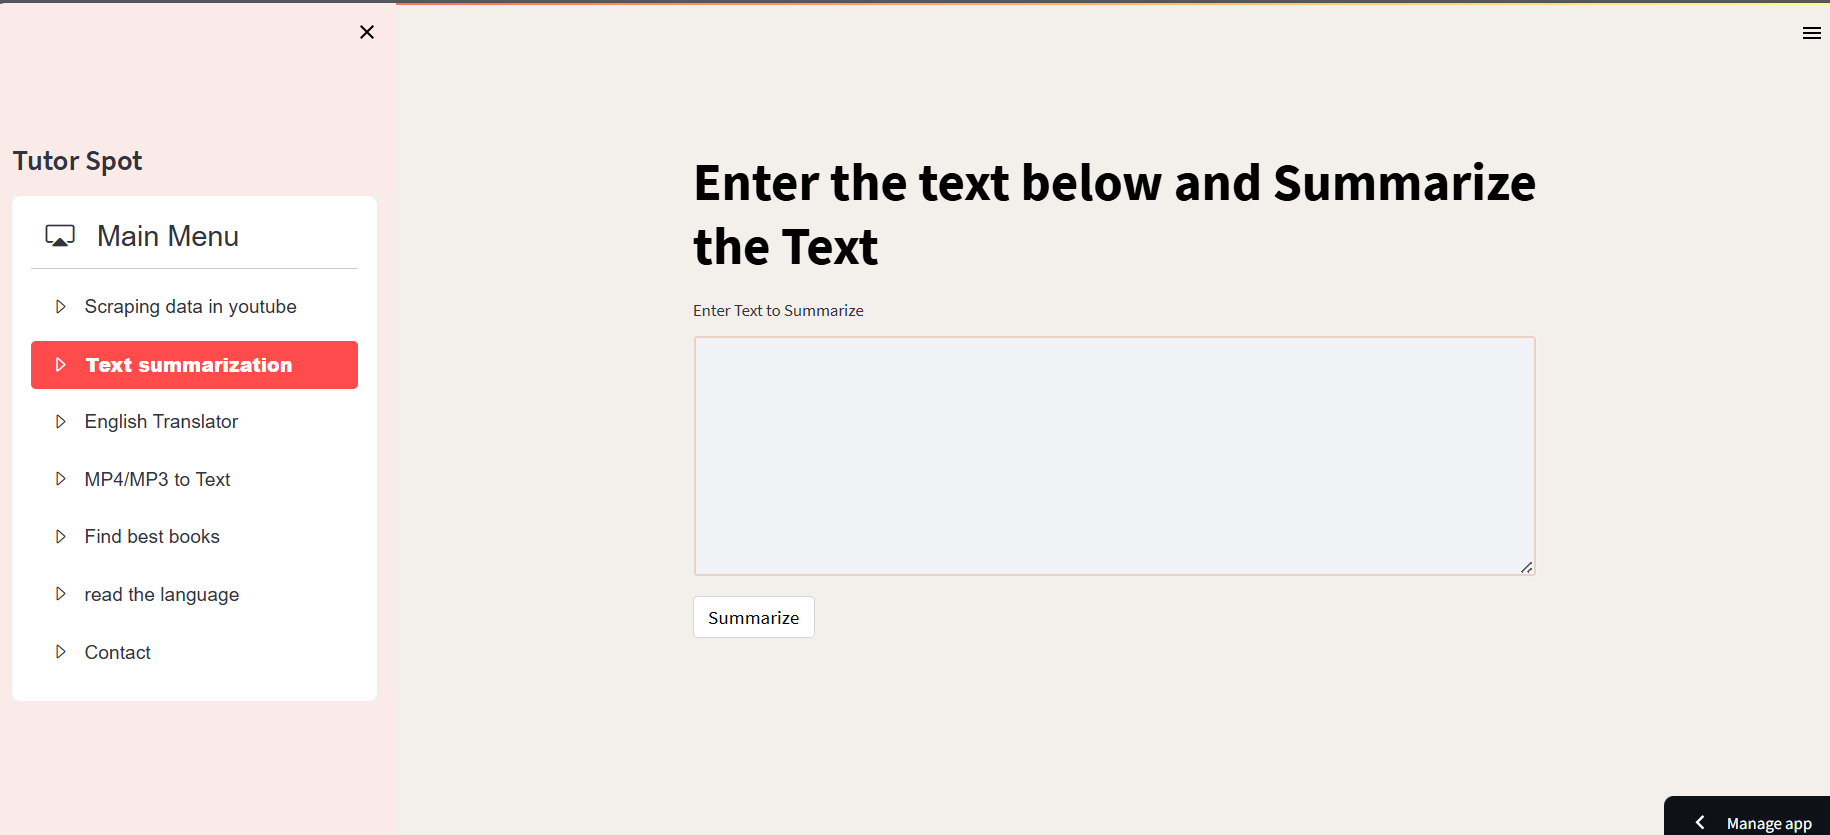 Tutor Spot
Main Menu
Scraping data in youtube
Text summarization
English Translator
MP4/MP3 to Text
Find best books
read the language
Contact
Enter the text below and Summarize
the Text
Enter Text to Summarize
Summarize
Manage app